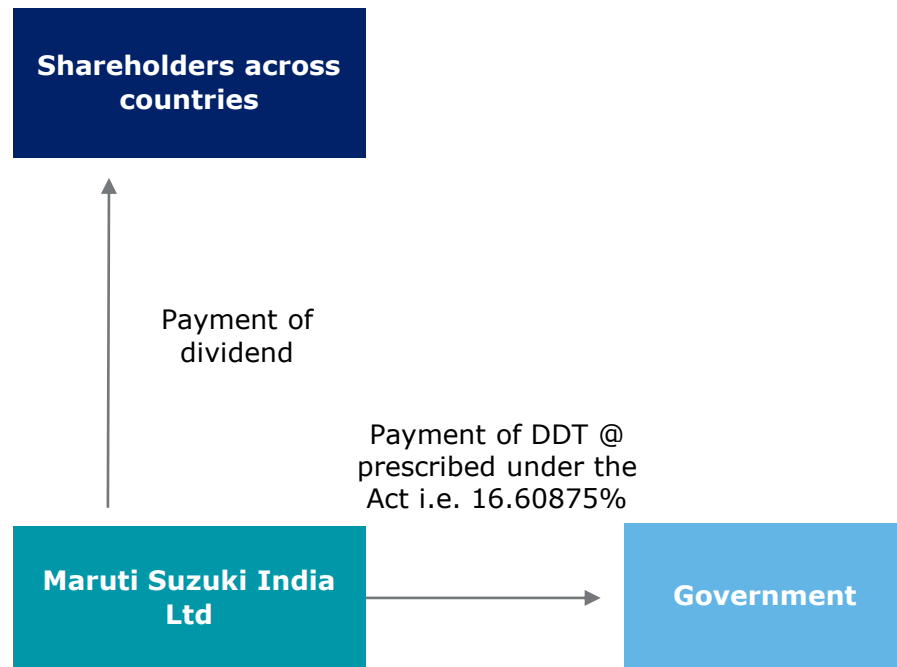 Shareholders across
countries
Payment of
dividend
Payment of DDT @
prescribed under the
Act i.e. 16.60875%
Maruti Suzuki India
Ltd
Government